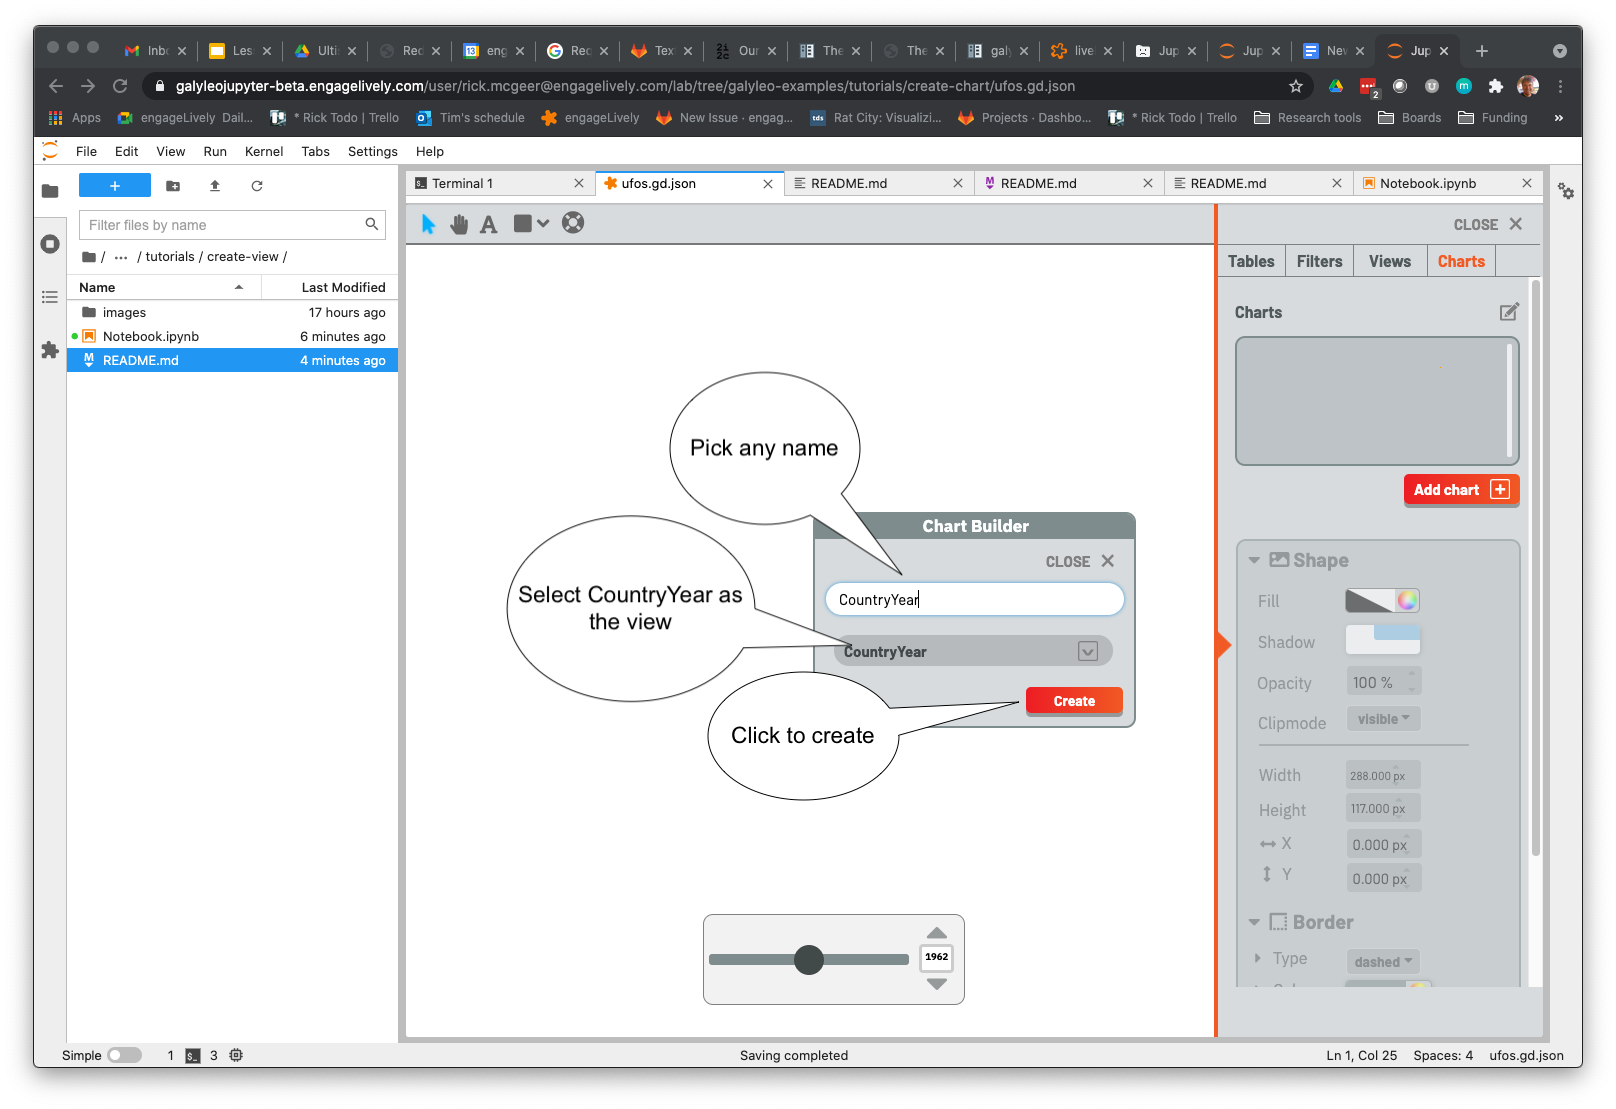 Inbo
Les
Ulti
Red
13
eng
Rec
Tex
2i
2c
Our
The
The
galy
live
Jup
Jup
Nev
Jup
galyleojupyter-beta.engagelively.com/user/rick.mcgeer@engagelively.com/lab/tree/galyleo-examples/tutorials/create-chart/ufos.gd.json
2
U
m
Apps
engageLively Dail...
* Rick Todo | Trello
Tim's schedule
engageLively
New Issue · engag...
tds
Rat City: Visualizi...
Projects · Dashbo...
* Rick Todo | Trello
Research tools
Boards
Funding
»
File
Edit
View
Run
Kernel
Tabs
Settings
Help
Terminal 1
ufos.gd.json
README.md
README.md
README.md
Notebook.ipynb
Filter files by name
/ ... / tutorials / create-view /
Name
Last Modified
images
17 hours ago
Notebook.ipynb
6 minutes ago
README.md
4 minutes ago
A
CLOSE
Tables
Filters
Views
Charts
Charts
Add chart
Pick any name
Chart Builder
CLOSE
CountryYear
Select CountryYear as
the view
CountryYear
Create
Click to create
Shape
Fill
Shadow
Opacity
100 %
Clipmode
visible
Width
288.000 px
Height
117.000 px
X
0.000 px
Y
0.000 px
Border
Type
dashed
1962
Simple
1
$_
3
Saving completed
Ln 1, Col 25
Spaces: 4
ufos.gd.json